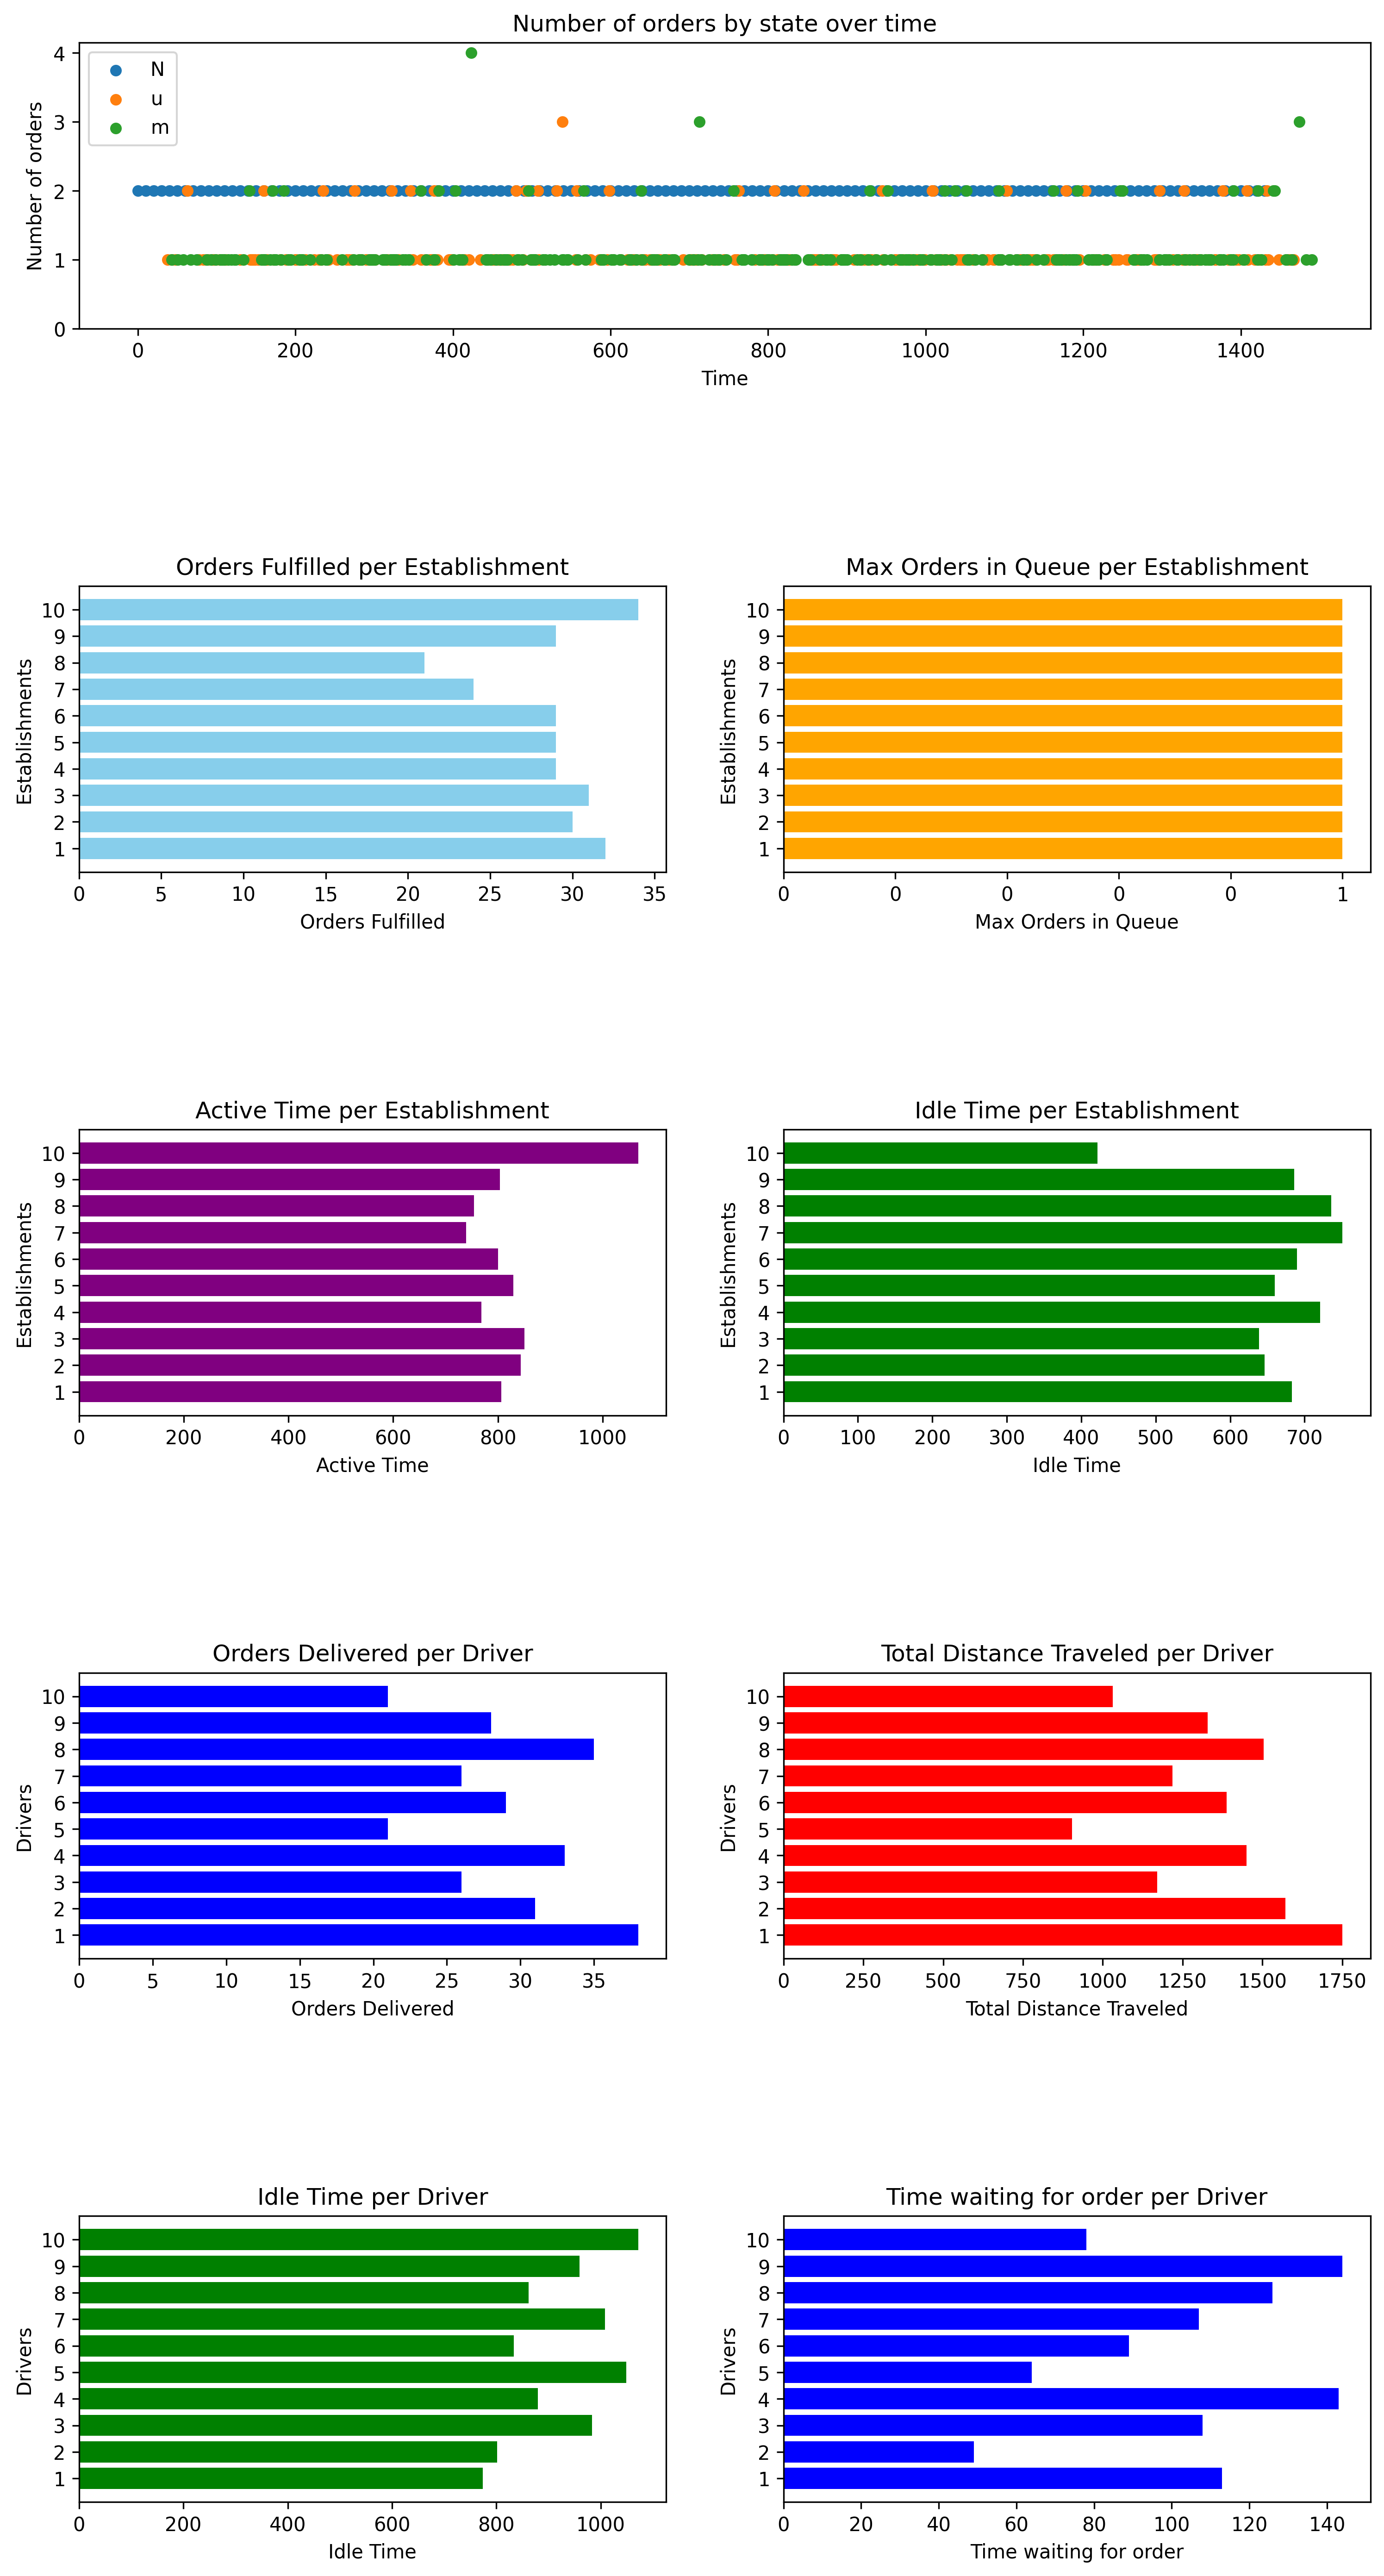 Number of orders by state over time
Number of orders
4
3
2
1
0
N
u
m
0 200 400 600 800 1000 1200 1400
Time
Orders Fulfilled per Establishment
Establishments
10
9
8
7
6
5
4
3
2
1
0 5 10 15 20 25 30 35
Orders Fulfilled
Max Orders in Queue per Establishment
Establishments
10
9
8
7
6
5
4
3
2
1
0 0 0 0 0 1
Max Orders in Queue
Active Time per Establishment
Establishments
10
9
8
7
6
5
4
3
2
1
0 200 400 600 800 1000
Active Time
Idle Time per Establishment
Establishments
10
9
8
7
6
5
4
3
2
1
0 100 200 300 400 500 600 700
Idle Time
Orders Delivered per Driver
Drivers
10
9
8
7
6
5
4
3
2
1
0 5 10 15 20 25 30 35
Orders Delivered
Total Distance Traveled per Driver
Drivers
10
9
8
7
6
5
4
3
2
1
0 250 500 750 1000 1250 1500 1750
Total Distance Traveled
Idle Time per Driver
Drivers
10
9
8
7
6
5
4
3
2
1
0 200 400 600 800 1000
Idle Time
Time waiting for order per Driver
Drivers
10
9
8
7
6
5
4
3
2
1
0 20 40 60 80 100 120 140
Time waiting for order